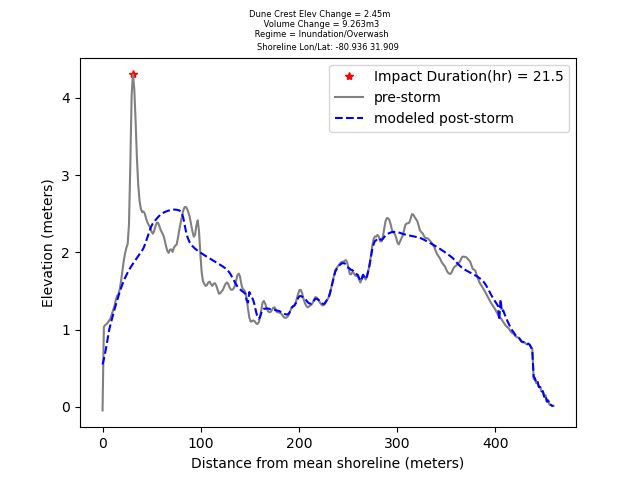 Dune Crest Elev Change = 2.45m
Volume Change = 9.263m3
Regime = Inundation/Overwash
Shoreline Lon/Lat: -80.936 31.909
Impact Duration(hr) = 21.5
pre-storm
modeled post-storm
Elevation (meters)
4
3
2
1
0
0 100 200 300 400
Distance from mean shoreline (meters)